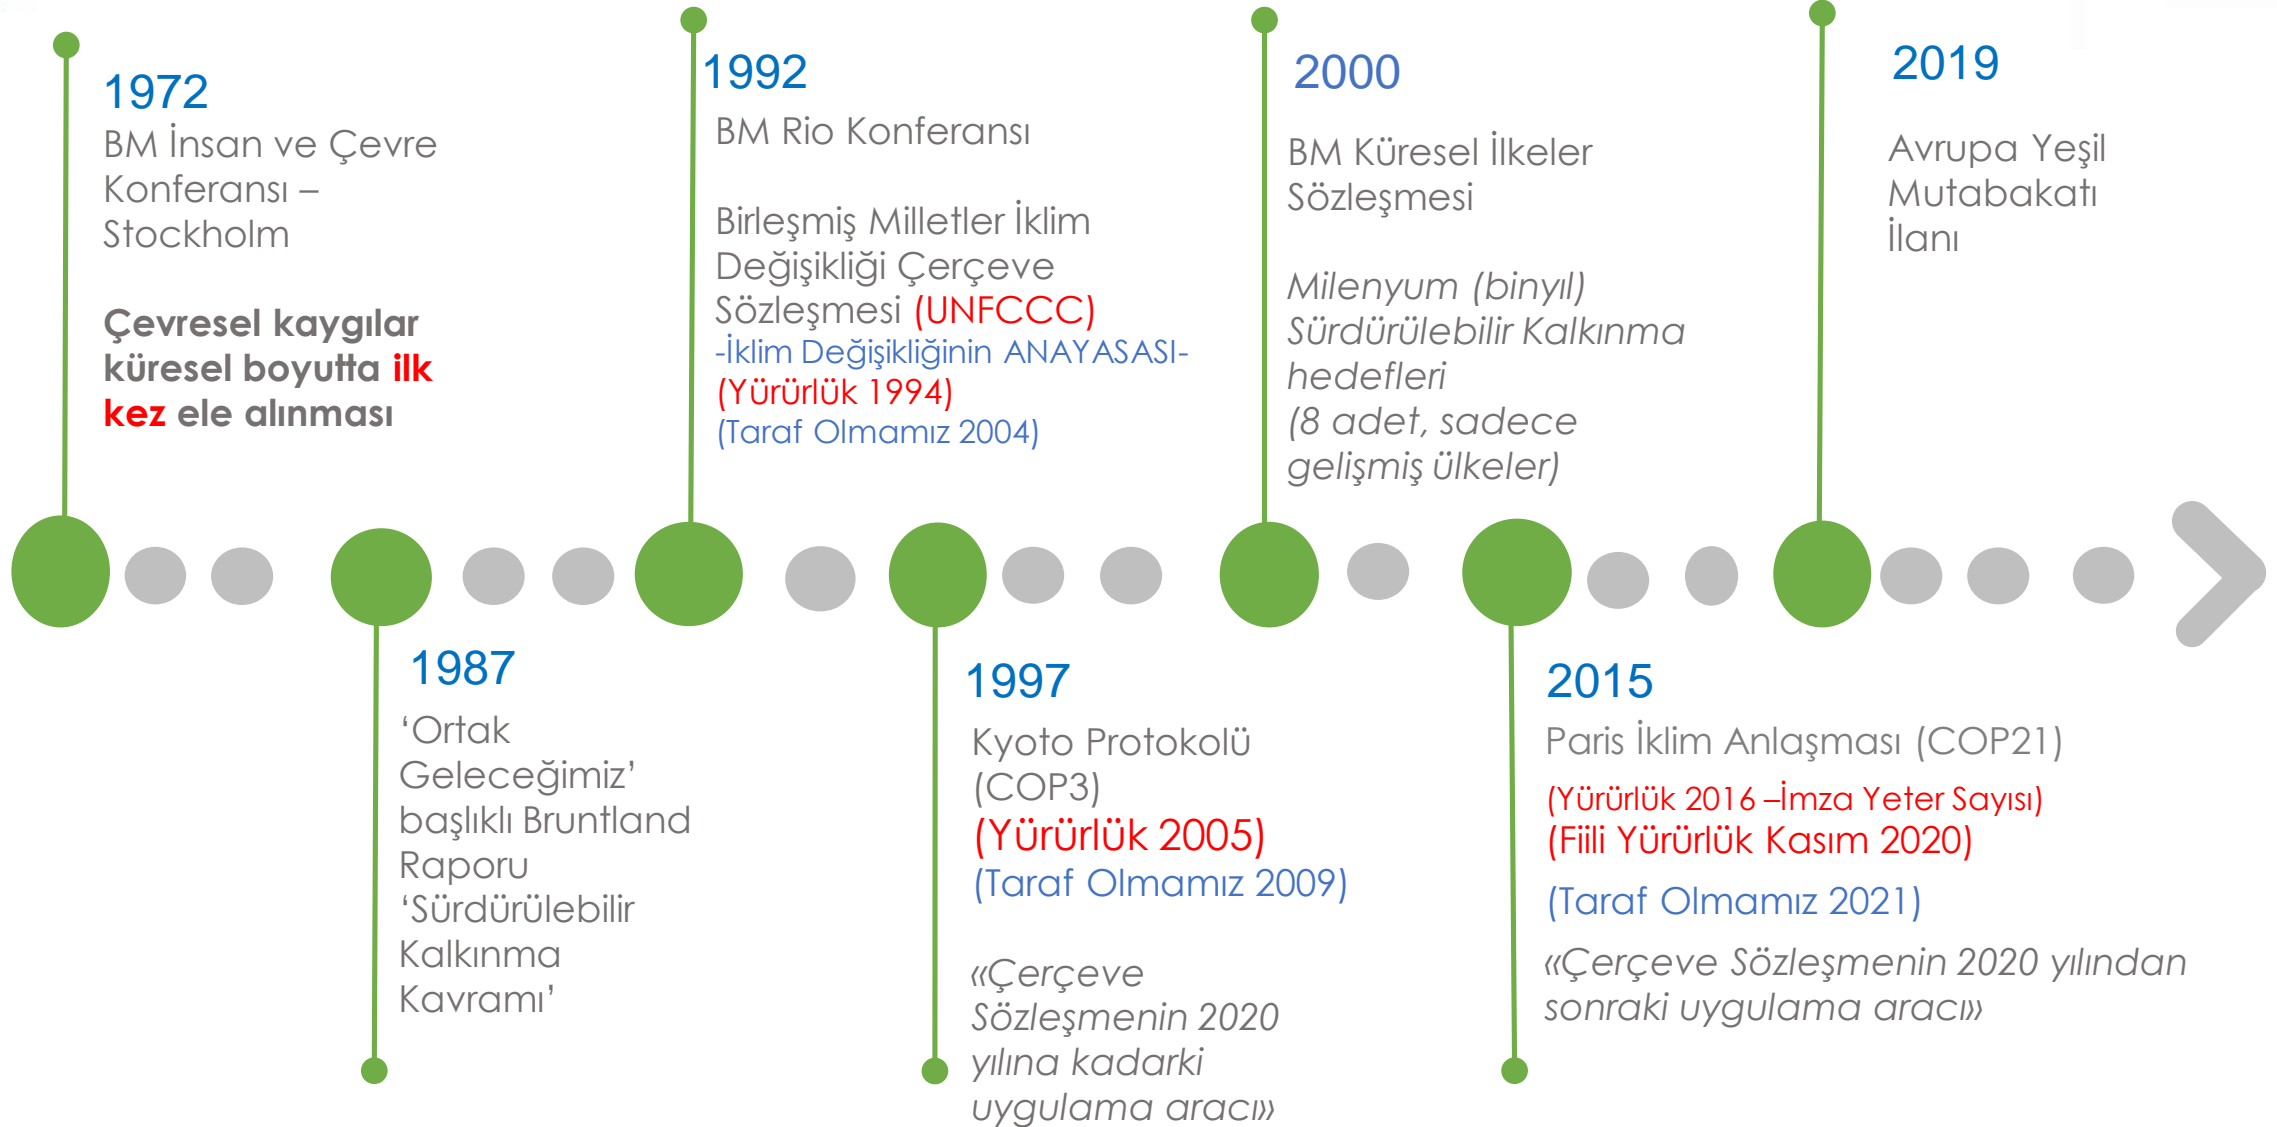 1972
BM İnsan ve Çevre
Konferansı –
Stockholm
Çevresel kaygılar
küresel boyutta ilk
kez ele alınması
1987
‘Ortak
Geleceğimiz’
başlıklı Bruntland
Raporu
‘Sürdürülebilir
Kalkınma
Kavramı’
1992
BM Rio Konferansı
Birleşmiş Milletler İklim
Değişikliği Çerçeve
Sözleşmesi (UNFCCC)
-İklim Değişikliğinin ANAYASASI-
(Yürürlük 1994)
(Taraf Olmamız 2004)
1997
Kyoto Protokolü
(COP3)
(Yürürlük 2005)
(Taraf Olmamız 2009)
«Çerçeve
Sözleşmenin 2020
yılına kadarki
uygulama aracı»
2000
BM Küresel İlkeler
Sözleşmesi
Milenyum (binyıl)
Sürdürülebilir Kalkınma
hedefleri
(8 adet, sadece
gelişmiş ülkeler)
2015
Paris İklim Anlaşması (COP21)
(Yürürlük 2016 –İmza Yeter Sayısı)
(Fiili Yürürlük Kasım 2020)
(Taraf Olmamız 2021)
«Çerçeve Sözleşmenin 2020 yılından
sonraki uygulama aracı»
2019
Avrupa Yeşil
Mutabakatı
İlanı